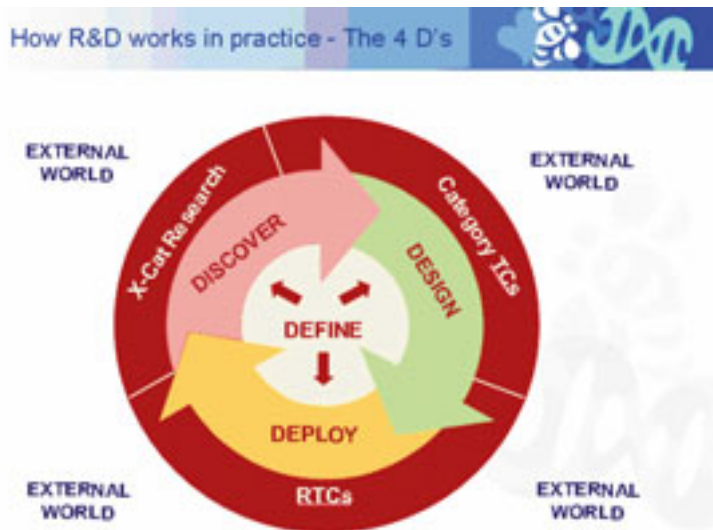 How R&D works in practice - The 4 D's
EXTERNAL
WORLD
EXTERNAL
WORLD
X-Cat Research
Category TCs
DISCOVER
DESIGN
DEFINE
DEPLOY
RTCs
EXTERNAL
WORLD
EXTERNAL
WORLD